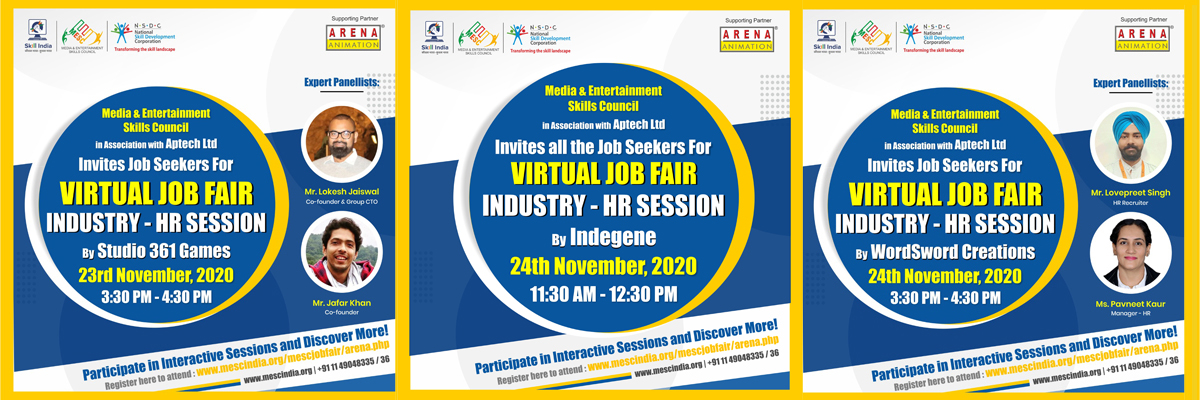 Skill India
कौशल भारत - कुशल भारत
MEDIA & ENTERTAINMENT
SKILLS COUNCIL
N · S · D · C
National
Skill Development
Corporation
Transforming the skill landscape
Supporting Partner
ARENA
ANIMATION
Expert Panellists:
Media & Entertainment
Skills Council
in Association with Aptech Ltd
Invites Job Seekers For
VIRTUAL JOB FAIR
INDUSTRY - HR SESSION
By Studio 361 Games
23rd November, 2020
3:30 PM - 4:30 PM
Mr. Lokesh Jaiswal
Co-founder & Group CTO
Mr. Jafar Khan
Co-founder
Participate in Interactive Sessions and Discover More!
Register here to attend : www.mescindia.org/mescjobfair/arena.php
www.mescindia.org | +91 11 49048335 / 36
Skill India
कौशल भारत - कुशल भारत
MEDIA & ENTERTAINMENT
SKILLS COUNCIL
N · S · D · C
National
Skill Development
Corporation
Transforming the skill landscape
Supporting Partner
ARENA
ANIMATION
Media & Entertainment
Skills Council
in Association with Aptech Ltd
Invites all the Job Seekers For
VIRTUAL JOB FAIR
INDUSTRY - HR SESSION
By Indegene
24th November, 2020
11:30 AM - 12:30 PM
Participate in Interactive Sessions and Discover More!
Register here to attend : www.mescindia.org/mescjobfair/arena.php
www.mescindia.org | +91 11 49048335 / 36
Skill India
कौशल भारत - कुशल भारत
MEDIA & ENTERTAINMENT
SKILLS COUNCIL
N · S · D · C
National
Skill Development
Corporation
Transforming the skill landscape
Supporting Partner
ARENA
ANIMATION
Expert Panellists:
Media & Entertainment
Skills Council
in Association with Aptech Ltd
Invites Job Seekers For
VIRTUAL JOB FAIR
INDUSTRY - HR SESSION
By WordSword Creations
24th November, 2020
3:30 PM - 4:30 PM
Mr. Lovepreet Singh
HR Recruiter
Ms. Pavneet Kaur
Manager - HR
Participate in Interactive Sessions and Discover More!
Register here to attend : www.mescindia.org/mescjobfair/arena.php
www.mescindia.org | +91 11 49048335 / 36